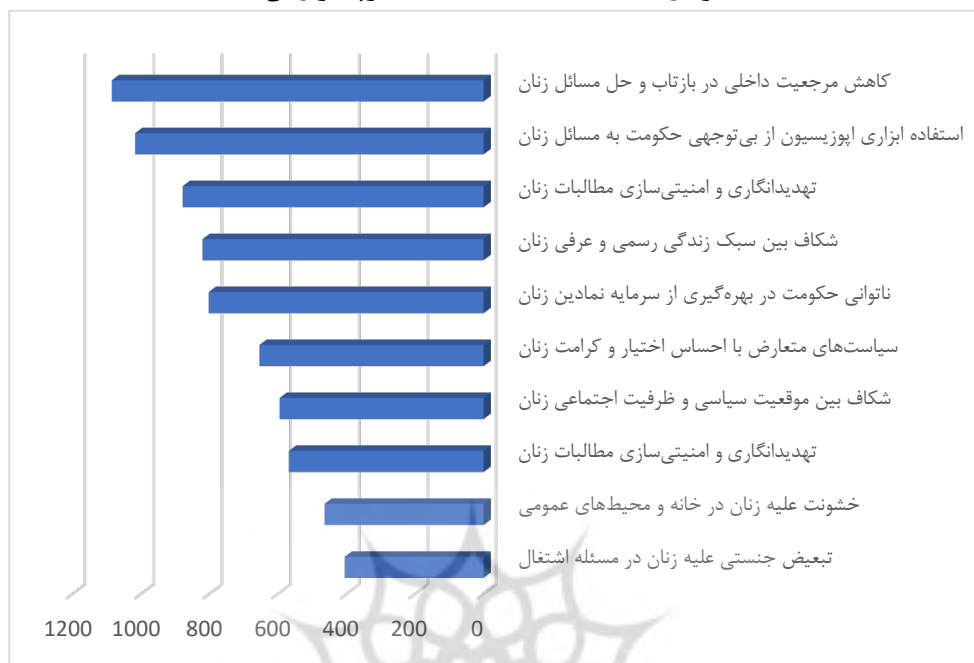 کاهش مرجعیت داخلی در بازتاب و حل مسائل زنان
استفاده ابزاری اپوزیسیون از بی‌توجهی حکومت به مسائل زنان
تهدیدانگاری و امنیتی‌سازی مطالبات زنان
شکاف بین سبک زندگی رسمی و عرفی زنان
ناتوانی حکومت در بهره‌گیری از سرمایه نمادین زنان
سیاست‌های متعارض با احساس اختیار و کرامت زنان
شکاف بین موقعیت سیاسی و ظرفیت اجتماعی زنان
تهدیدانگاری و امنیتی‌سازی مطالبات زنان
خشونت علیه زنان در خانه و محیط‌های عمومی
تبعیض جنستی علیه زنان در مسئله اشتغال
1200 1000 800 600 400 200 0